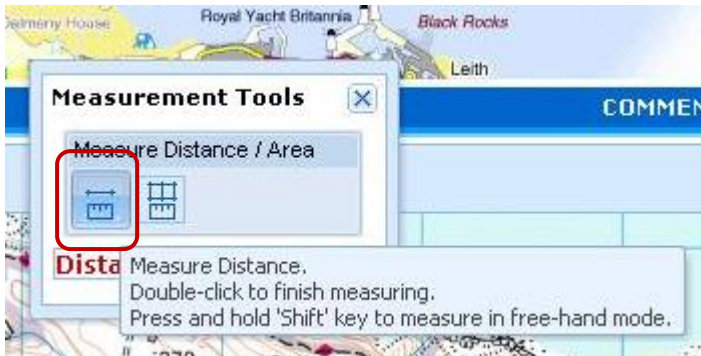 Dalmeny House
Royal Yacht Britannia
Black Rocks
Leith
Measurement Tools
COMMEN
Measure Distance / Area
Dista
Measure Distance.
Double-click to finish measuring.
Press and hold 'Shift' key to measure in free-hand mode.
270